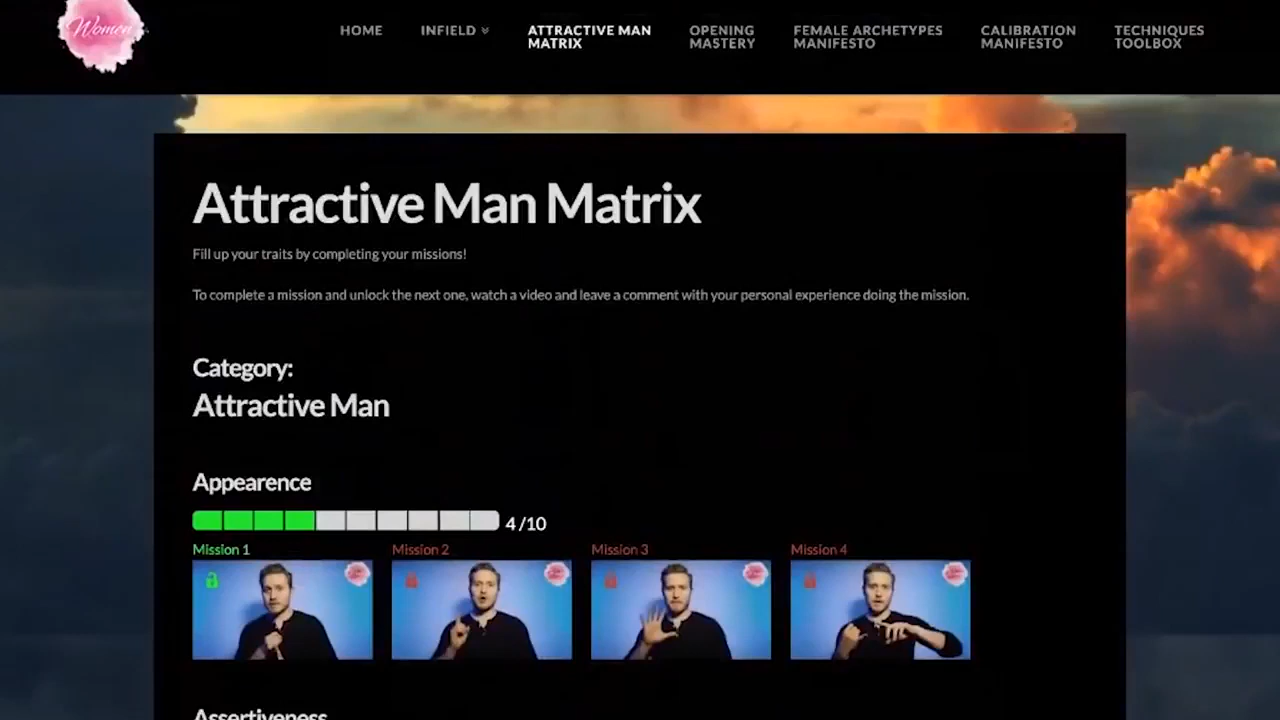 Women
HOME
INFIELD
ATTRACTIVE MAN
MATRIX
OPENING
MASTERY
FEMALE ARCHETYPES
MANIFESTO
CALIBRATION
MANIFESTO
TECHNIQUES
TOOLBOX
Attractive Man Matrix
Fill up your traits by completing your missions!
To complete a mission and unlock the next one, watch a video and leave a comment with your personal experience doing the mission.
Category:
Attractive Man
Appearence
4 /10
Mission 1
Mission 2
Mission 3
Mission 4
Assertiveness